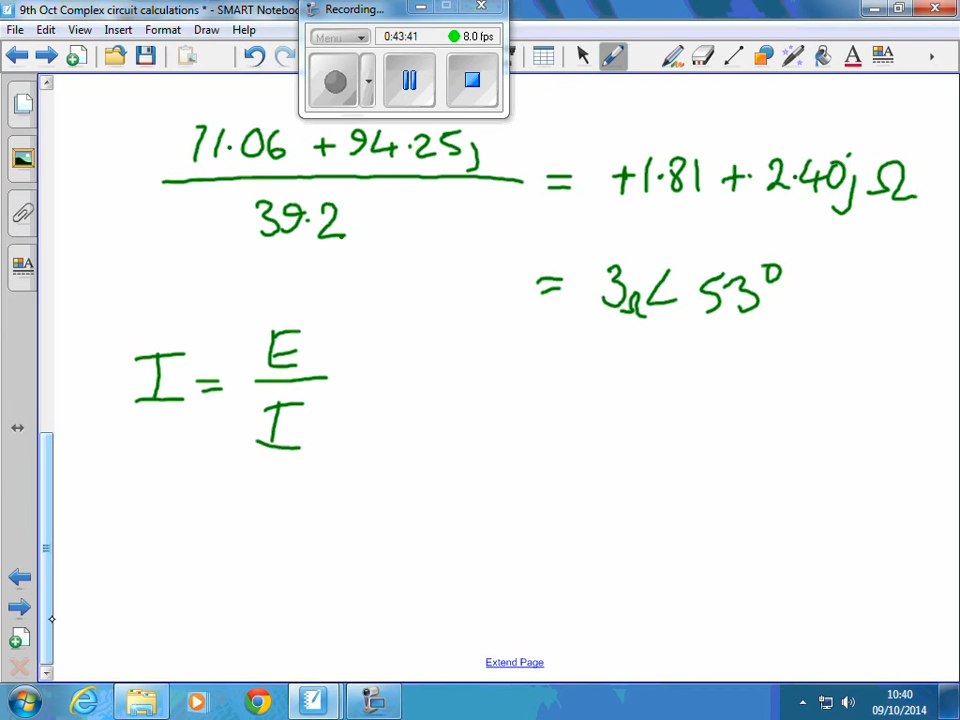 9th Oct Complex circuit calculations * - SMART Noteboo
Recording...
File Edit View Insert Format Draw Help
Menu 0:43:41 8.0 fps
71.06 + 94.25j
39.2
= +1.81 + 2.40j Ω
= 3Ω∠ 53°
I = E
I
Extend Page
10:40
09/10/2014